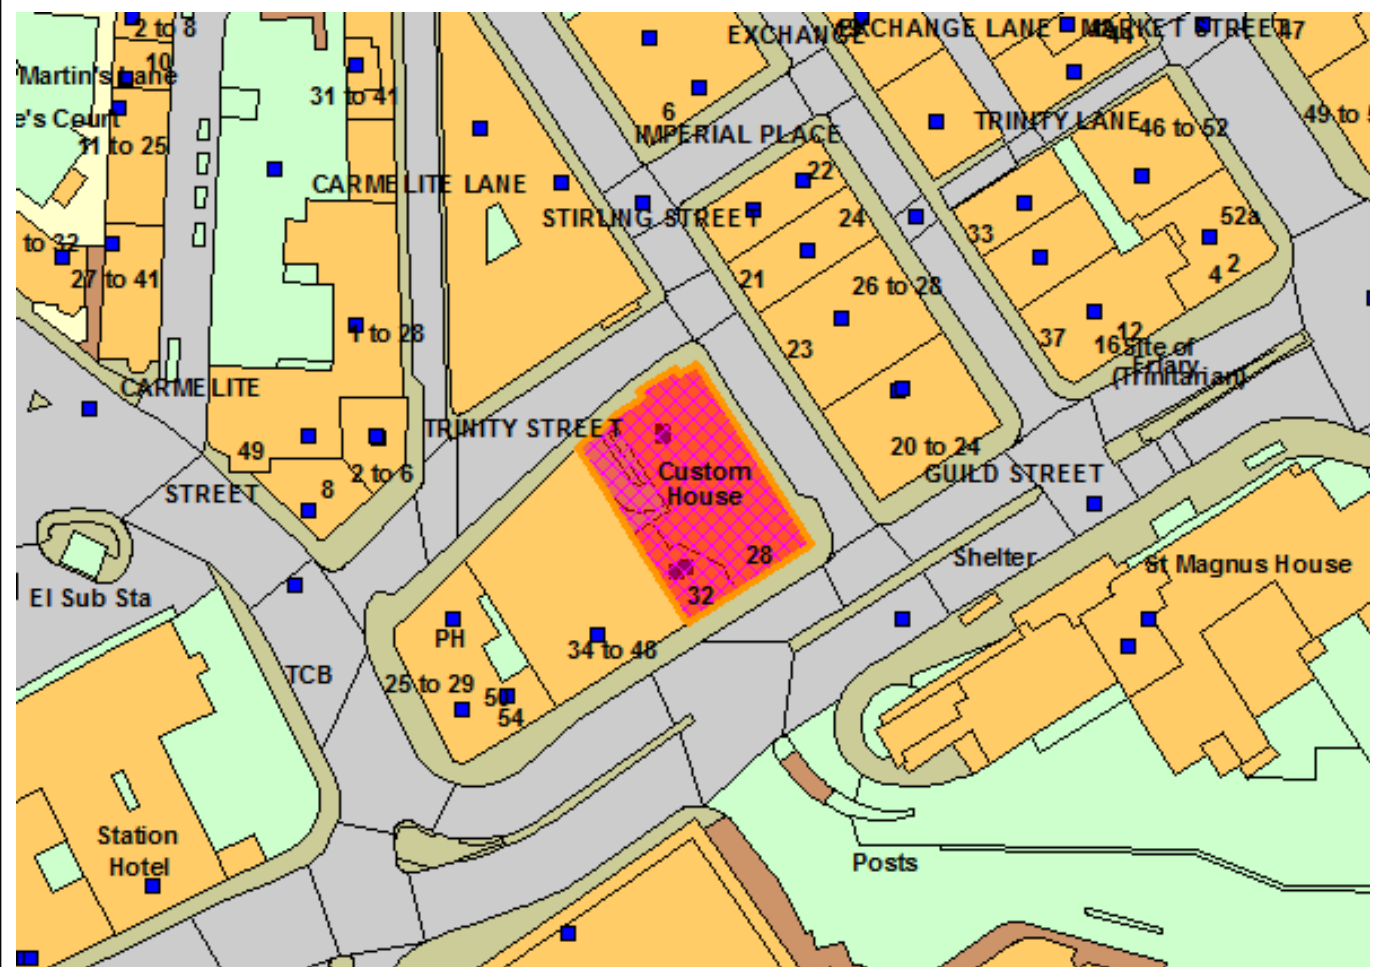 2 to 8
EXCHANGE
EXCHANGE LANE
MARKET STREET
47
44
10
Martin's Lane
31 to 41
6
e's Court
IMPERIAL PLACE
TRINITY LANE
46 to 52
49 to 5
11 to 25
22
CARMELITE LANE
STIRLING STREET
24
33
52a
to 32
27 to 41
21
26 to 28
4
2
1 to 28
23
37
16
12
Site of
Friary
(Trinitarian)
CARMELITE
TRINITY STREET
49
2 to 6
20 to 24
GUILD STREET
STREET
8
Custom
House
28
Shelter
St Magnus House
El Sub Sta
32
PH
34 to 48
TCB
25 to 29
50
54
Station
Hotel
Posts